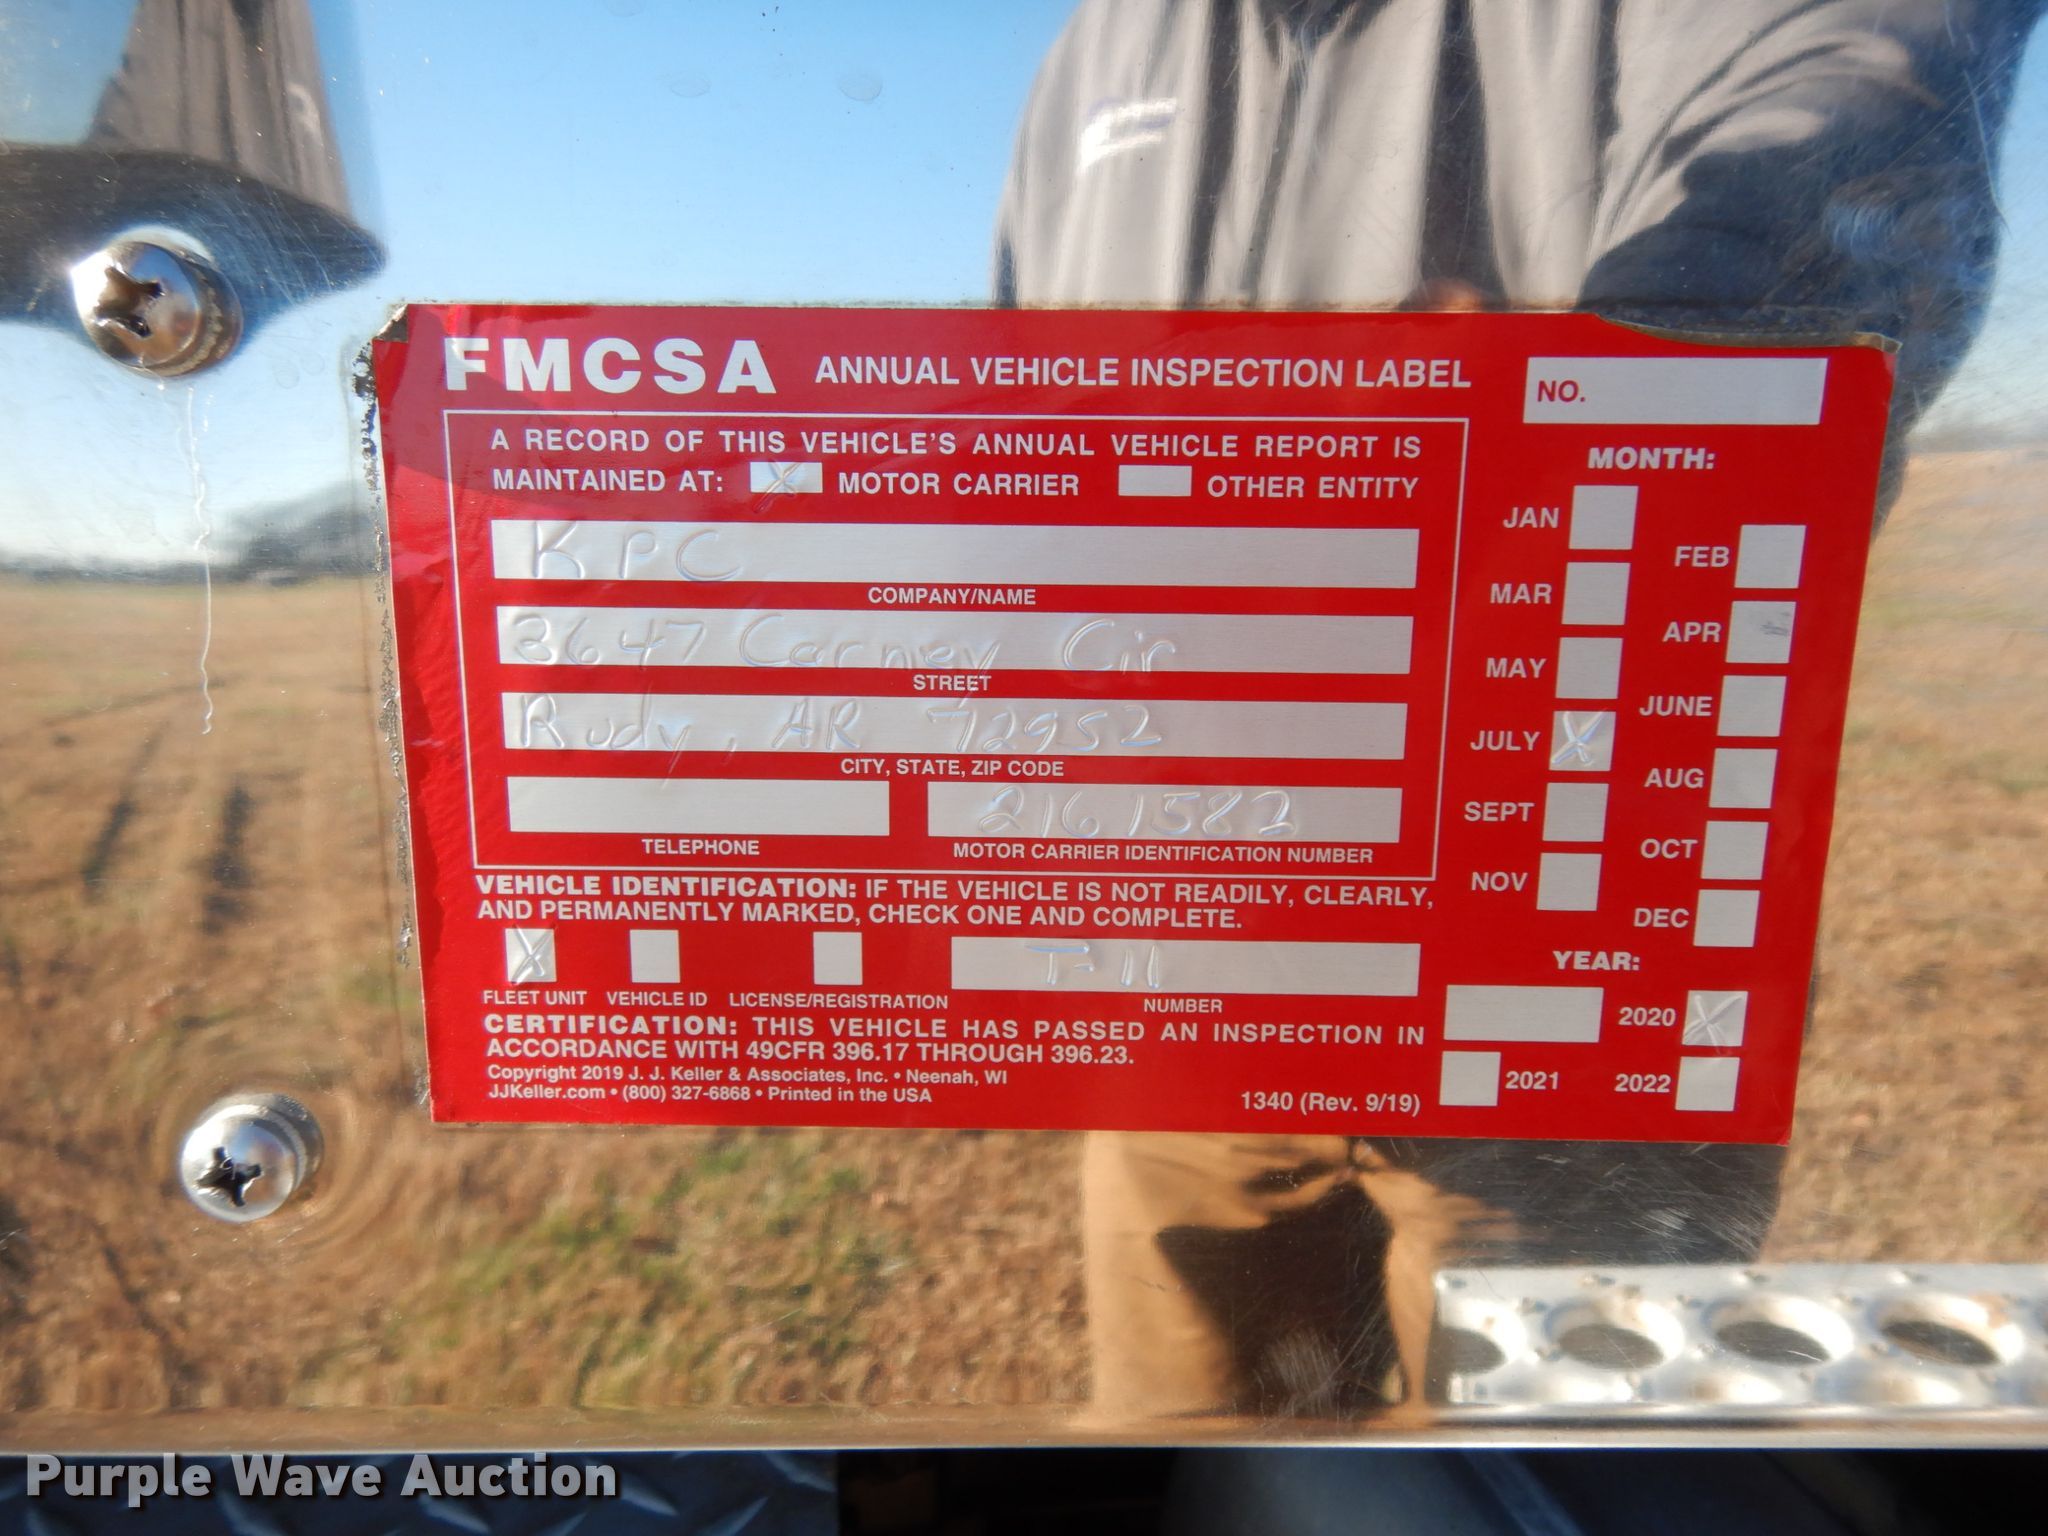 FMCSA ANNUAL VEHICLE INSPECTION LABEL
NO.
A RECORD OF THIS VEHICLE'S ANNUAL VEHICLE REPORT IS
MAINTAINED AT: X MOTOR CARRIER OTHER ENTITY
KPC
COMPANY/NAME
3647 Carney Cir
STREET
Rudy, AR 72952
CITY, STATE, ZIP CODE
2161582
TELEPHONE MOTOR CARRIER IDENTIFICATION NUMBER
VEHICLE IDENTIFICATION: IF THE VEHICLE IS NOT READILY, CLEARLY,
AND PERMANENTLY MARKED, CHECK ONE AND COMPLETE.
X T-11
FLEET UNIT VEHICLE ID LICENSE/REGISTRATION NUMBER
CERTIFICATION: THIS VEHICLE HAS PASSED AN INSPECTION IN
ACCORDANCE WITH 49CFR 396.17 THROUGH 396.23.
Copyright 2019 J. J. Keller & Associates, Inc. • Neenah, WI
JJKeller.com • (800) 327-6868 • Printed in the USA
1340 (Rev. 9/19)
MONTH:
JAN
FEB
MAR
APR
MAY
JUNE
JULY X
AUG
SEPT
OCT
NOV
DEC
YEAR:
2020 X
2021 2022
Purple Wave Auction